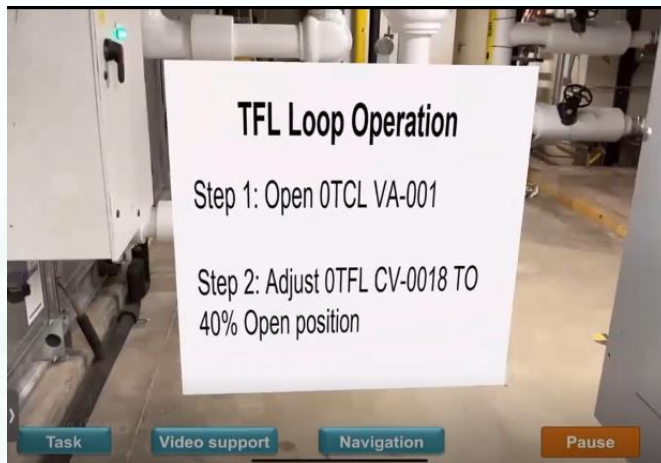 TFL Loop Operation
Step 1: Open 0TCL VA-001
Step 2: Adjust 0TFL CV-0018 TO
40% Open position
Task
Video support
Navigation
Pause